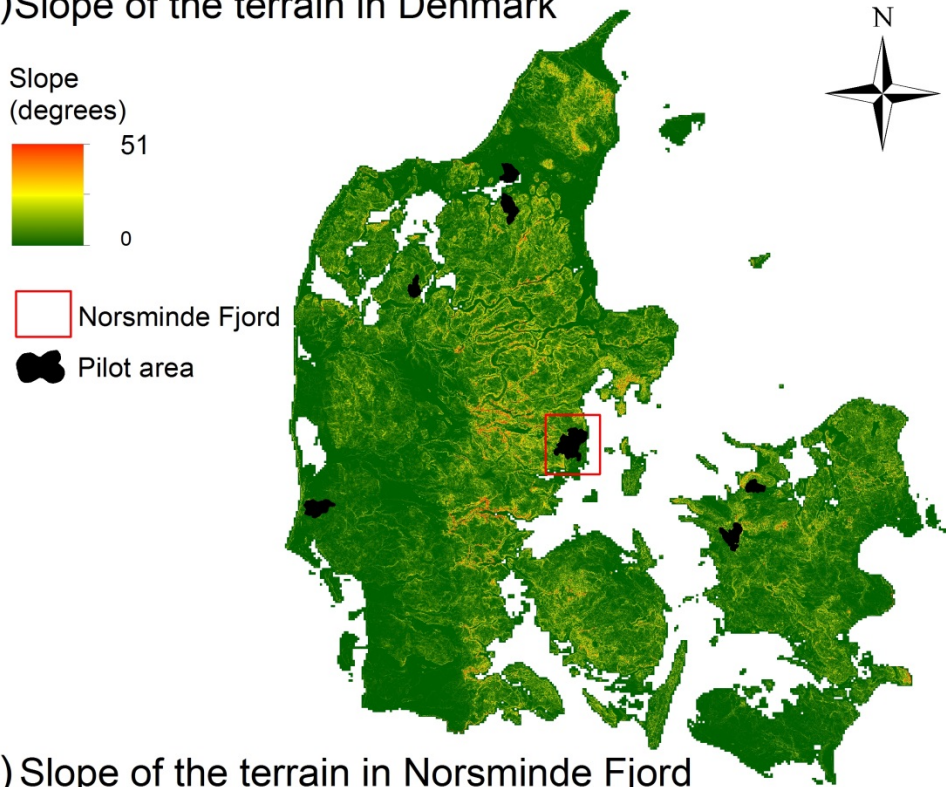 )Slope of the terrain in Denmark
N
Slope
(degrees)
51
0
Norsminde Fjord
Pilot area
) Slope of the terrain in Norsminde Fjord